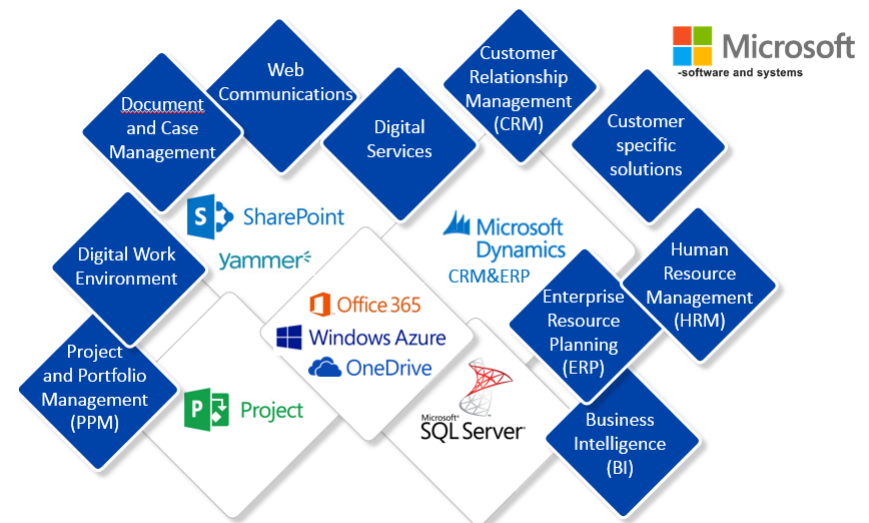 Microsoft
-software and systems
Web
Communications
Customer
Relationship
Management
(CRM)
Document
and Case
Management
Digital
Services
Customer
specific
solutions
SharePoint
yammer
Microsoft
Dynamics
CRM&ERP
Digital Work
Environment
Human
Resource
Management
(HRM)
Office 365
Windows Azure
OneDrive
Enterprise
Resource
Planning
(ERP)
Project
and Portfolio
Management
(PPM)
Project
Microsoft
SQL Server
Business
Intelligence
(BI)